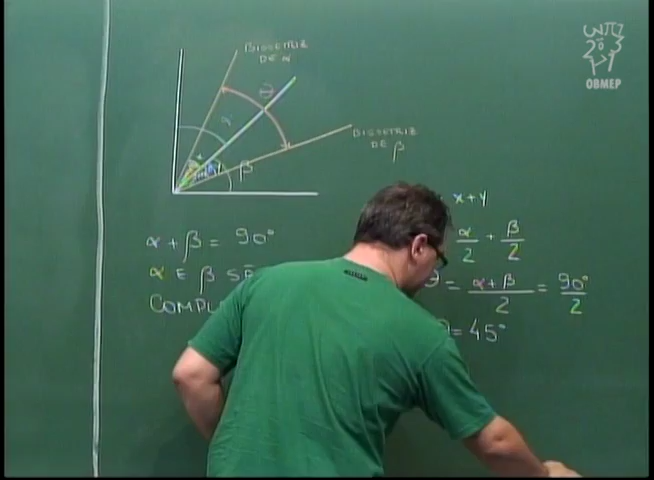 BISSETRIZ
DE α
θ
α
BISSETRIZ
DE β
β
α + β = 90°
α E β SÃ
COMPL
x + y
α/2 + β/2
= α + β / 2 = 90° / 2
= 45°
OBMEP